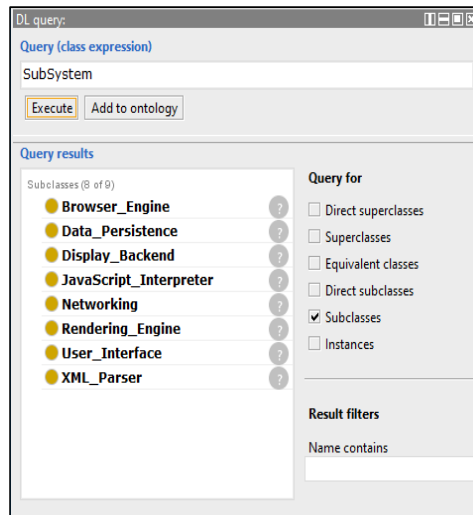 DL query:
Query (class expression)
SubSystem
Execute
Add to ontology
Query results
Subclasses (8 of 9)
Browser_Engine
?
Data_Persistence
?
Display_Backend
?
JavaScript_Interpreter
?
Networking
?
Rendering_Engine
?
User_Interface
?
XML_Parser
?
Query for
Direct superclasses
Superclasses
Equivalent classes
Direct subclasses
Subclasses
Instances
Result filters
Name contains